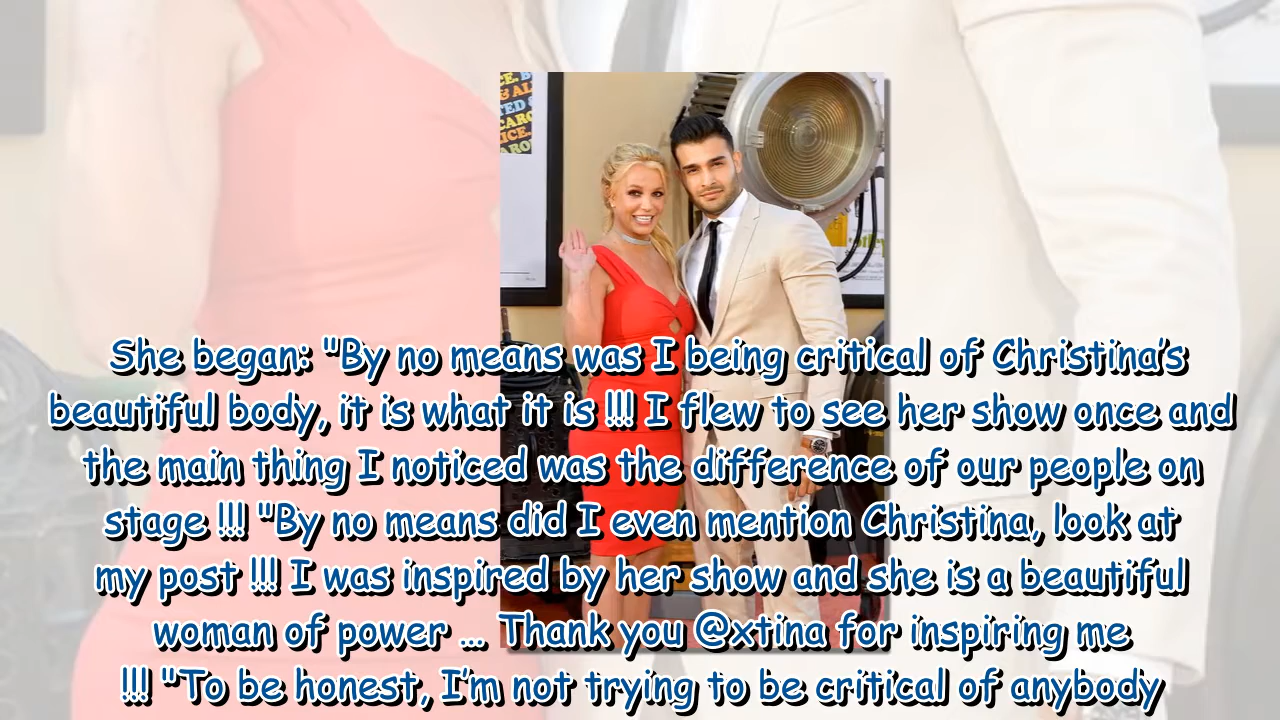 She began: "By no means was I being critical of Christina's
beautiful body, it is what it is !!! I flew to see her show once and
the main thing I noticed was the difference of our people on
stage !!! "By no means did I even mention Christina, look at
my post !!! I was inspired by her show and she is a beautiful
woman of power ... Thank you @xtina for inspiring me
!!! "To be honest, I'm not trying to be critical of anybody